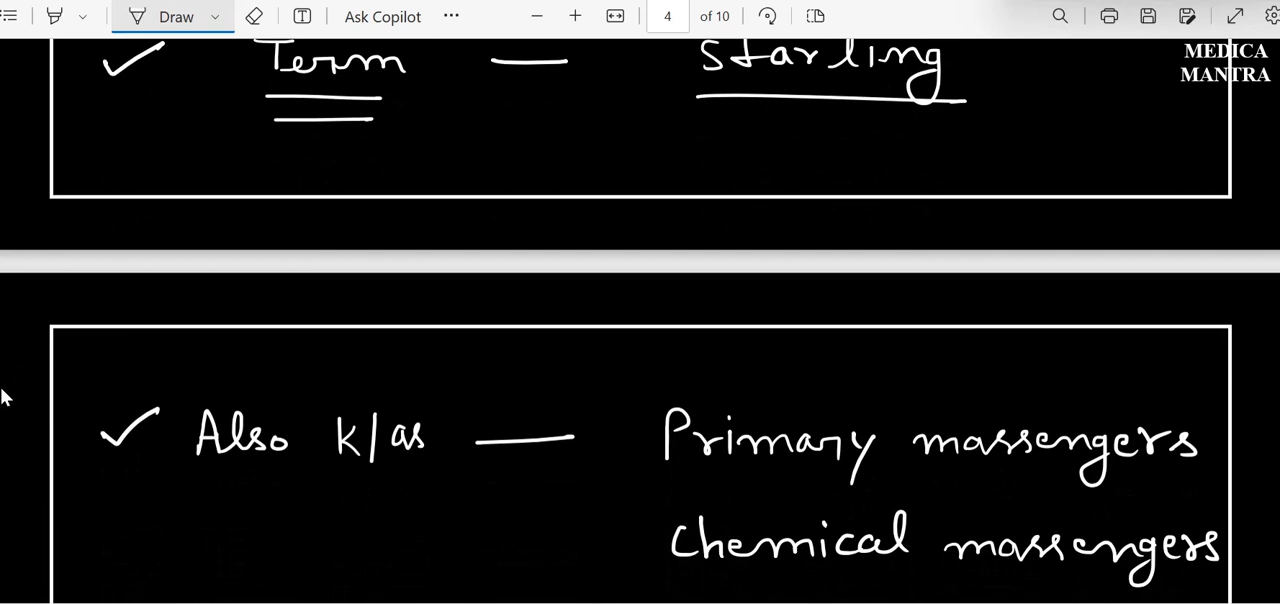 Draw
Ask Copilot
4 of 10
MEDICA
MANTRA
✓ Term — Starling
✓ Also k/as — Primary massengers
Chemical massengers